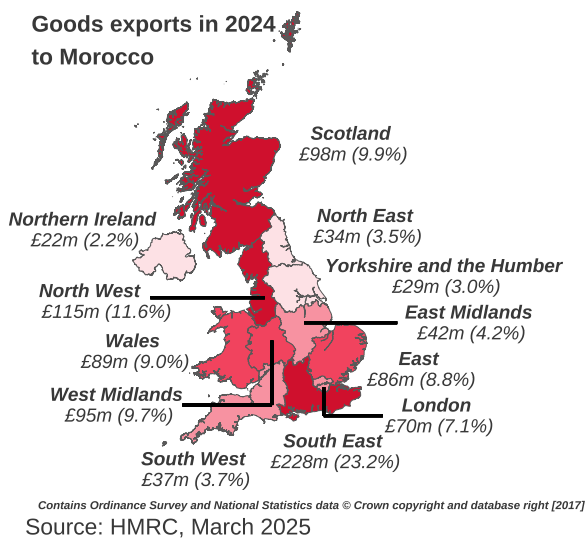 Goods exports in 2024
to Morocco
Scotland
£98m (9.9%)
Northern Ireland
£22m (2.2%)
North East
£34m (3.5%)
Yorkshire and the Humber
£29m (3.0%)
North West
£115m (11.6%)
East Midlands
£42m (4.2%)
Wales
£89m (9.0%)
East
£86m (8.8%)
West Midlands
£95m (9.7%)
London
£70m (7.1%)
South East
£228m (23.2%)
South West
£37m (3.7%)
Contains Ordinance Survey and National Statistics data © Crown copyright and database right [2017]
Source: HMRC, March 2025